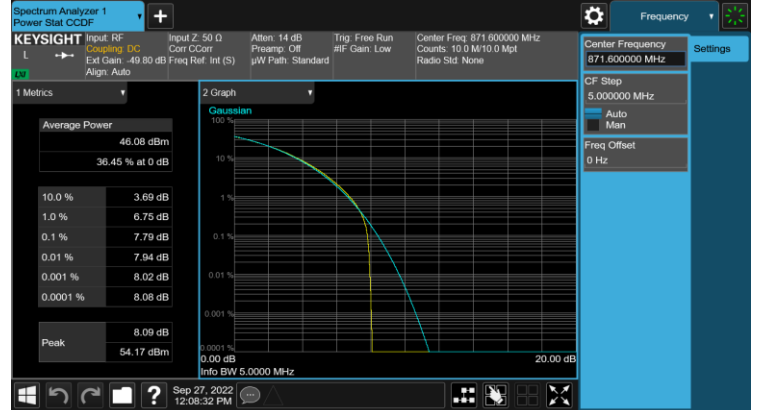 Spectrum Analyzer 1
Power Stat CCDF
Frequency
KEYSIGHT
L
LXI
Input: RF
Coupling: DC
Ext Gain: -49.80 dB
Align: Auto
Input Z: 50 Ω
Corr CCorr
Freq Ref: Int (S)
Atten: 14 dB
Preamp: Off
µW Path: Standard
Trig: Free Run
#IF Gain: Low
Center Freq: 871.600000 MHz
Counts: 10.0 M/10.0 Mpt
Radio Std: None
Center Frequency
871.600000 MHz
Settings
CF Step
5.000000 MHz
Auto
Man
Freq Offset
0 Hz
1 Metrics
Average Power
46.08 dBm
36.45 % at 0 dB
10.0 % 3.69 dB
1.0 % 6.75 dB
0.1 % 7.79 dB
0.01 % 7.94 dB
0.001 % 8.02 dB
0.0001 % 8.08 dB
Peak
8.09 dB
54.17 dBm
2 Graph
Gaussian
100 %
10 %
1 %
0.1 %
0.01 %
0.001 %
0.0001 %
0.00 dB 20.00 dB
Info BW 5.0000 MHz
?
Sep 27, 2022
12:08:32 PM